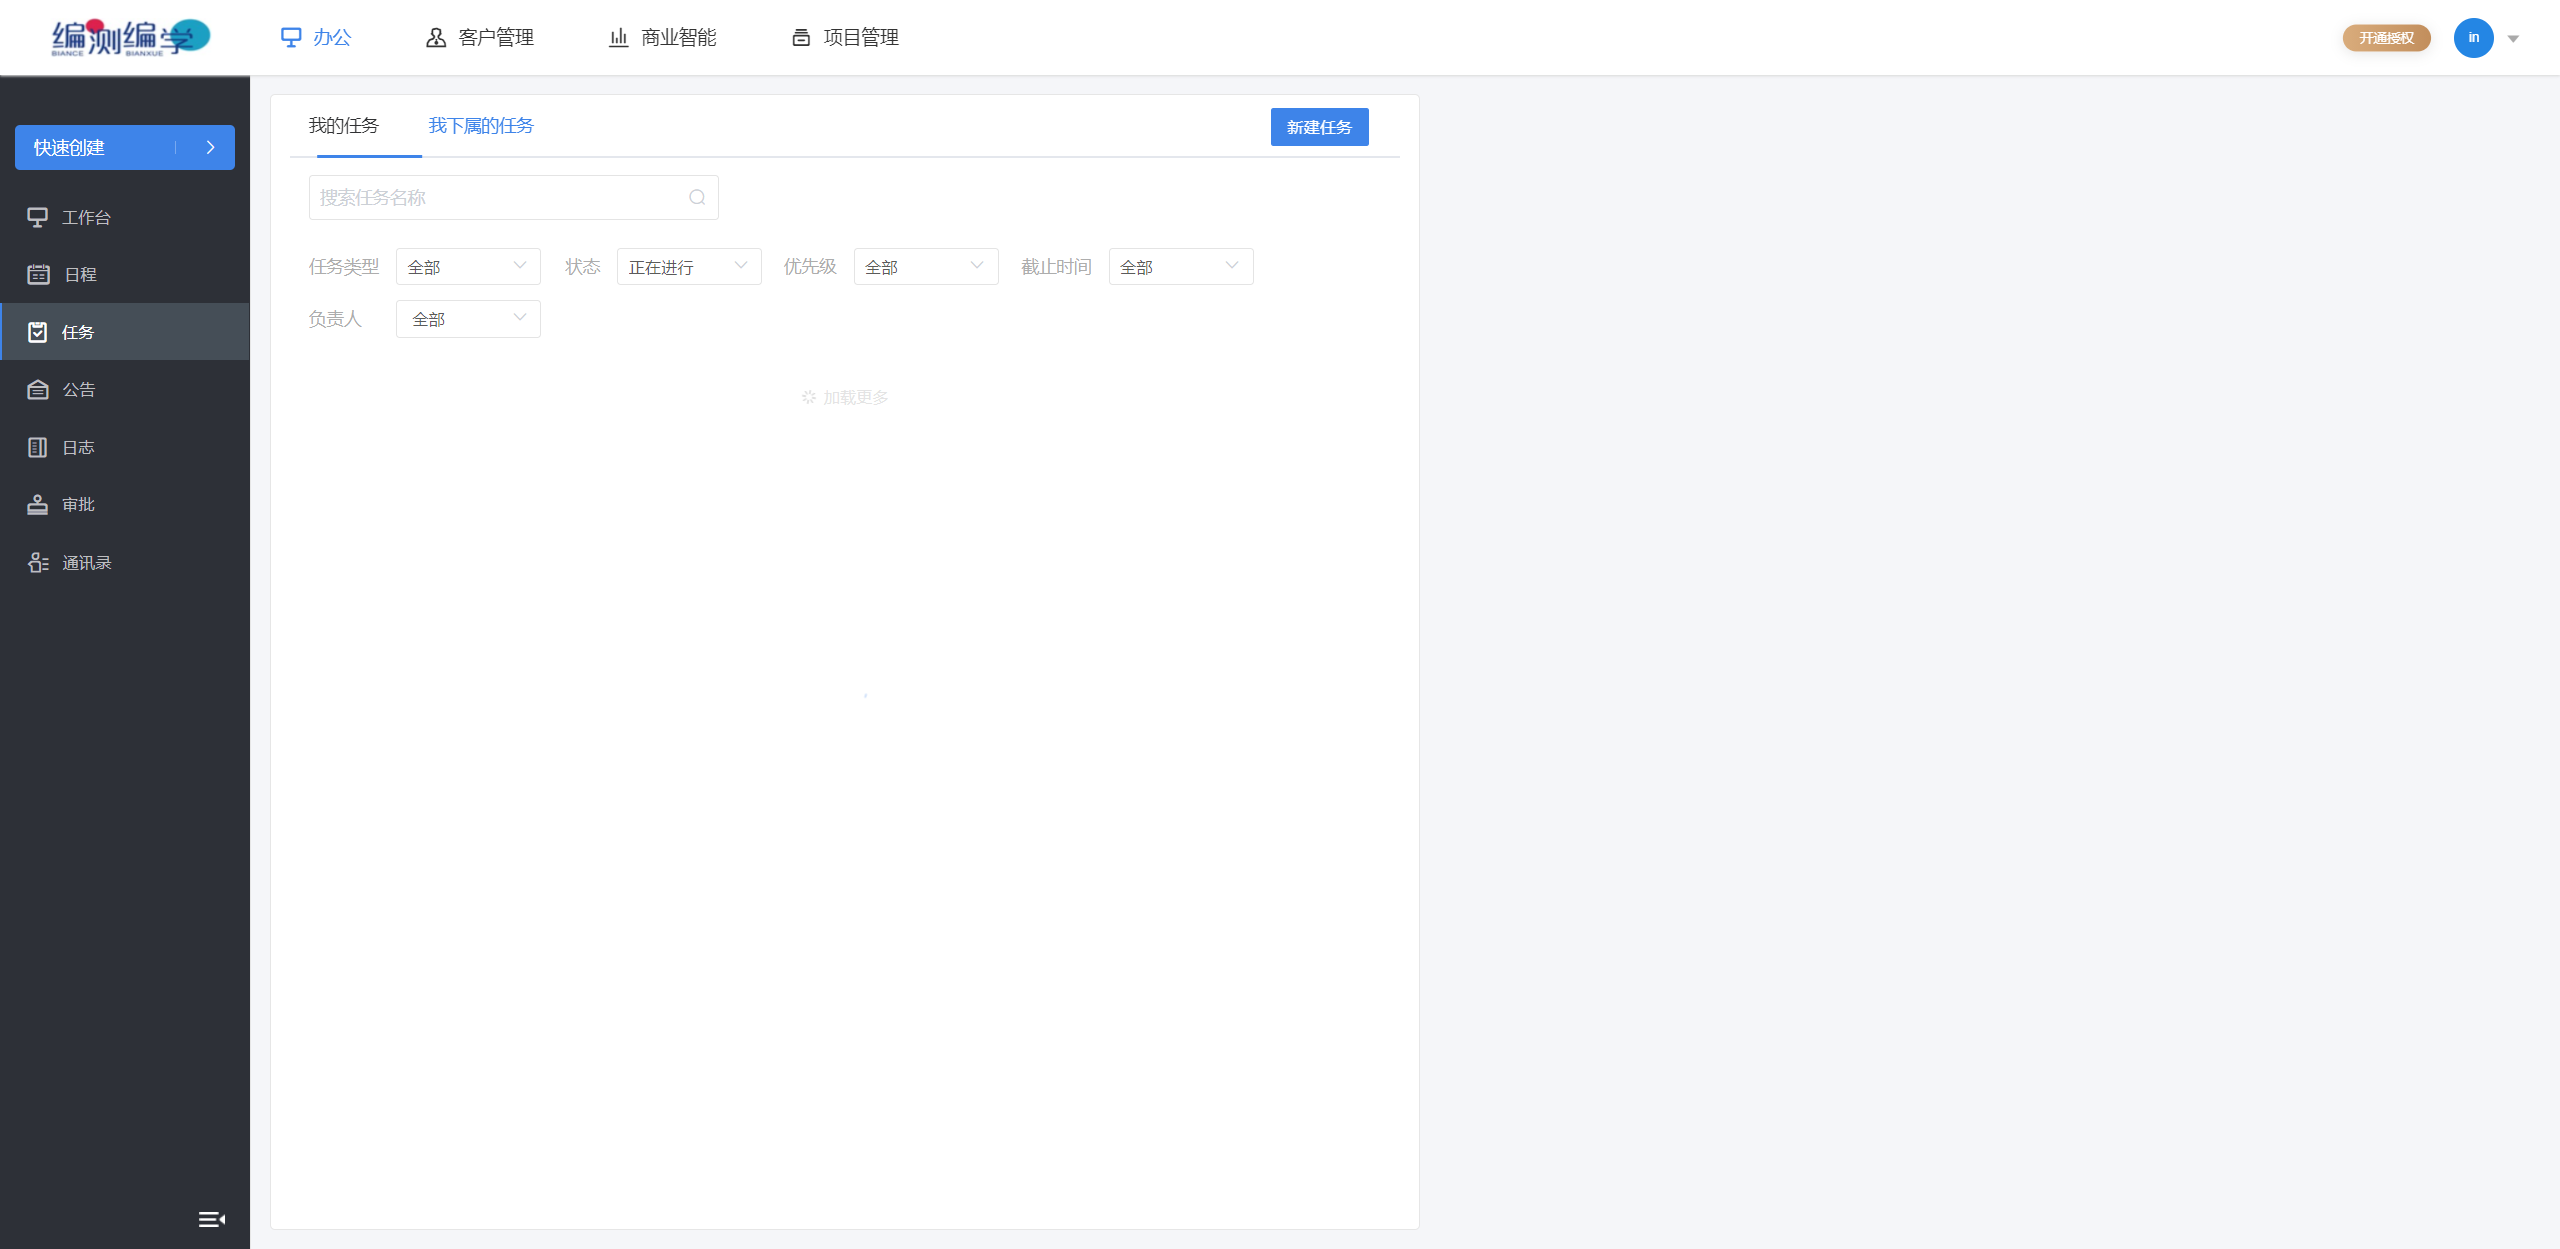 编测编学
BIANCE BIANXUE
办公 客户管理 商业智能 项目管理 开通授权 in
快速创建
工作台
日程
任务
公告
日志
审批
通讯录
我的任务 我下属的任务 新建任务
搜索任务名称
任务类型 全部 状态 正在进行 优先级 全部 截止时间 全部
负责人 全部
加载更多